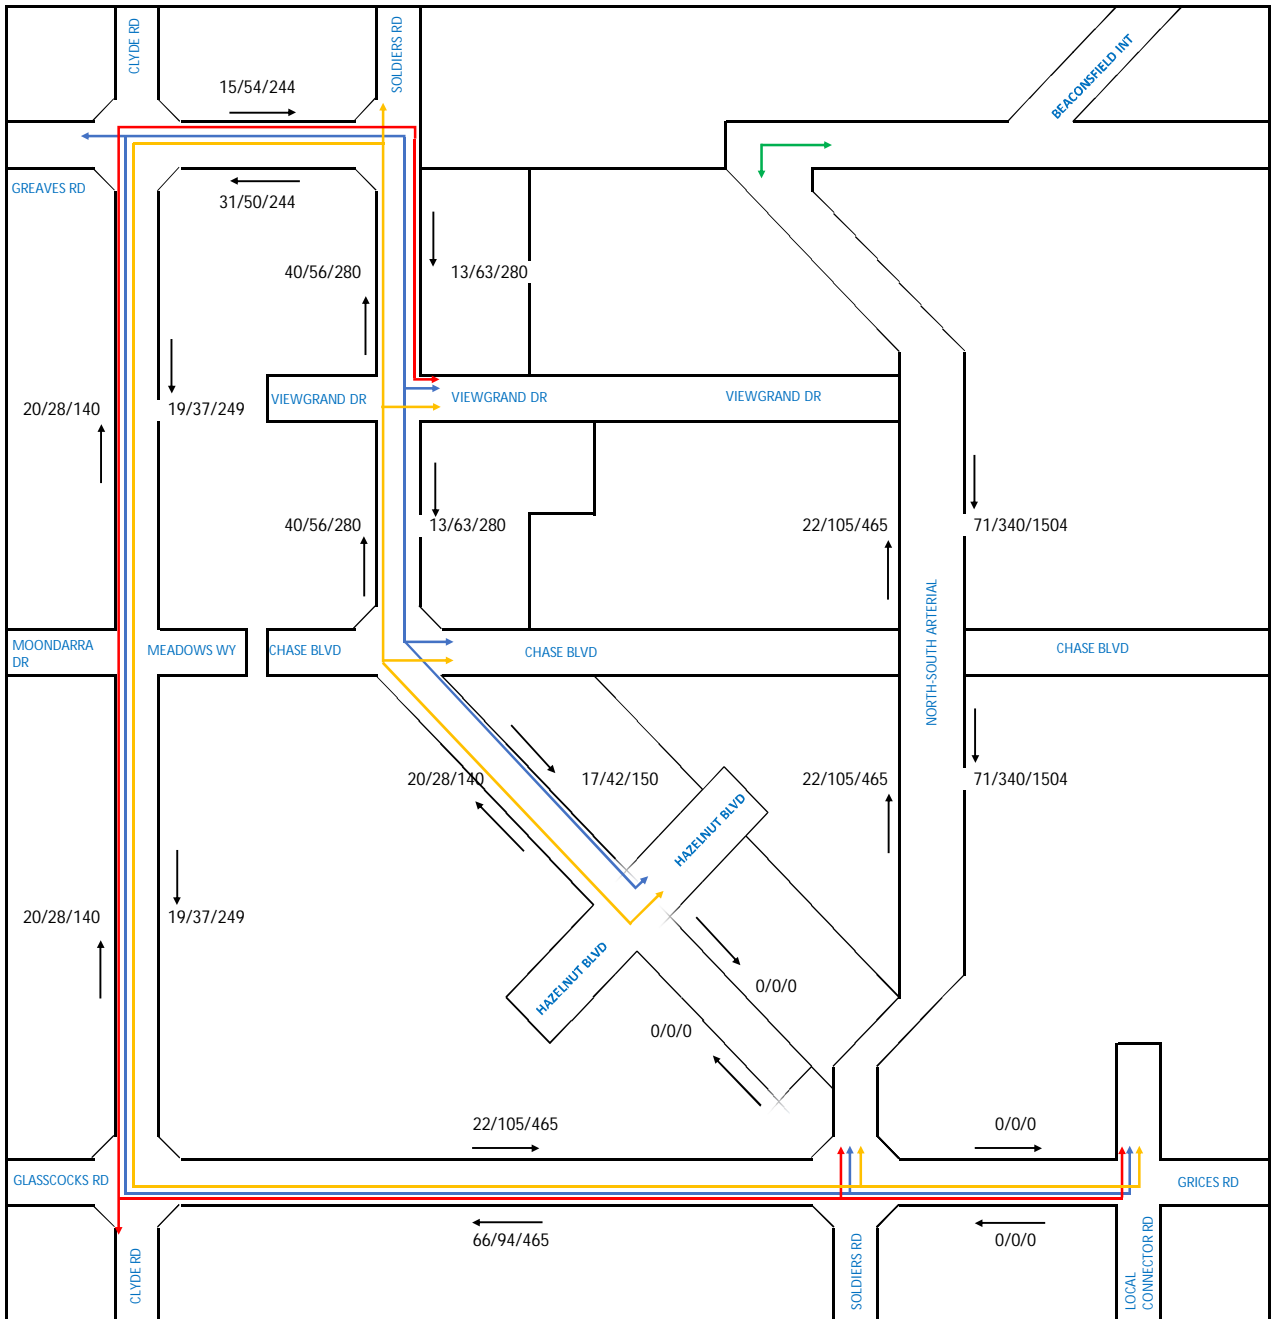 CLYDE RD
SOLDIERS RD
BEACONSFIELD INT
15/54/244
GREAVES RD
31/50/244
40/56/280
13/63/280
20/28/140
19/37/249
VIEWGRAND DR
VIEWGRAND DR
VIEWGRAND DR
40/56/280
13/63/280
22/105/465
71/340/1504
NORTH-SOUTH ARTERIAL
MOONDARRA
DR
MEADOWS WY
CHASE BLVD
CHASE BLVD
CHASE BLVD
20/28/140
17/42/150
22/105/465
71/340/1504
HAZELNUT BLVD
20/28/140
19/37/249
HAZELNUT BLVD
0/0/0
0/0/0
22/105/465
0/0/0
GLASSCOCKS RD
GRICES RD
66/94/465
0/0/0
CLYDE RD
SOLDIERS RD
LOCAL
CONNECTOR RD